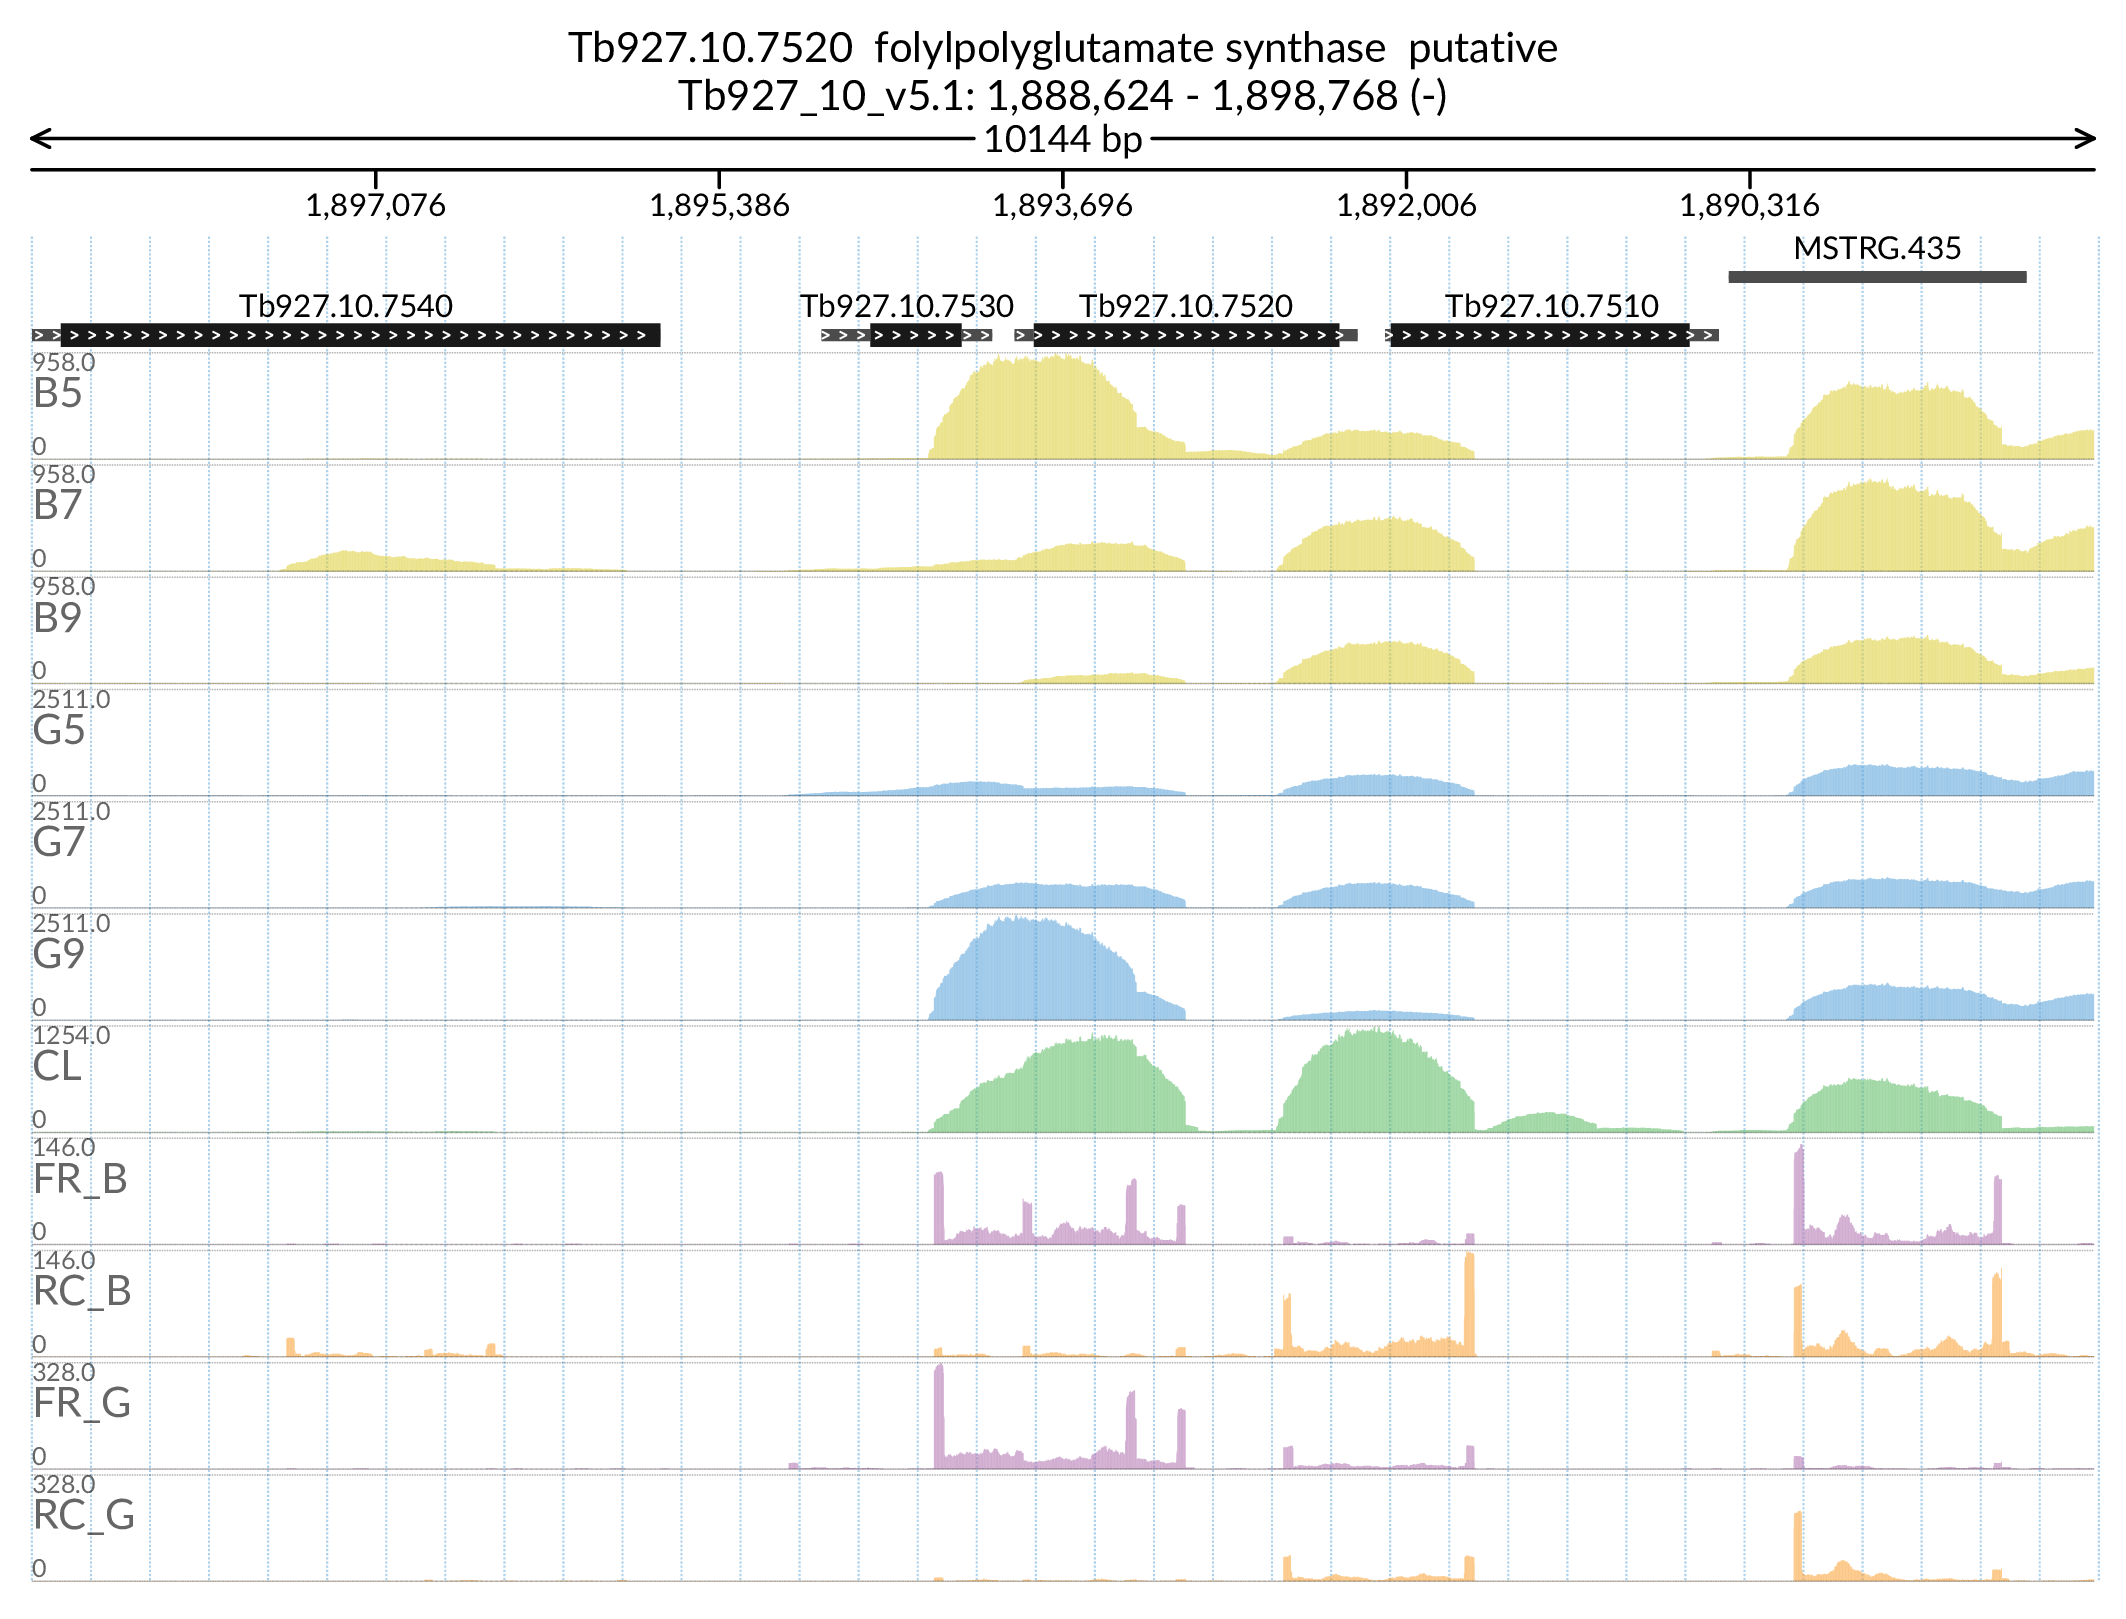 Tb927.10.7520  folylpolyglutamate synthase  putative
Tb927_10_v5.1: 1,888,624 - 1,898,768 (-)
10144 bp
1,897,076 1,895,386 1,893,696 1,892,006 1,890,316
MSTRG.435
Tb927.10.7540 Tb927.10.7530 Tb927.10.7520 Tb927.10.7510
958.0
B5
0
958.0
B7
0
958.0
B9
0
2511.0
G5
0
2511.0
G7
0
2511.0
G9
0
1254.0
CL
0
146.0
FR_B
0
146.0
RC_B
0
328.0
FR_G
0
328.0
RC_G
0